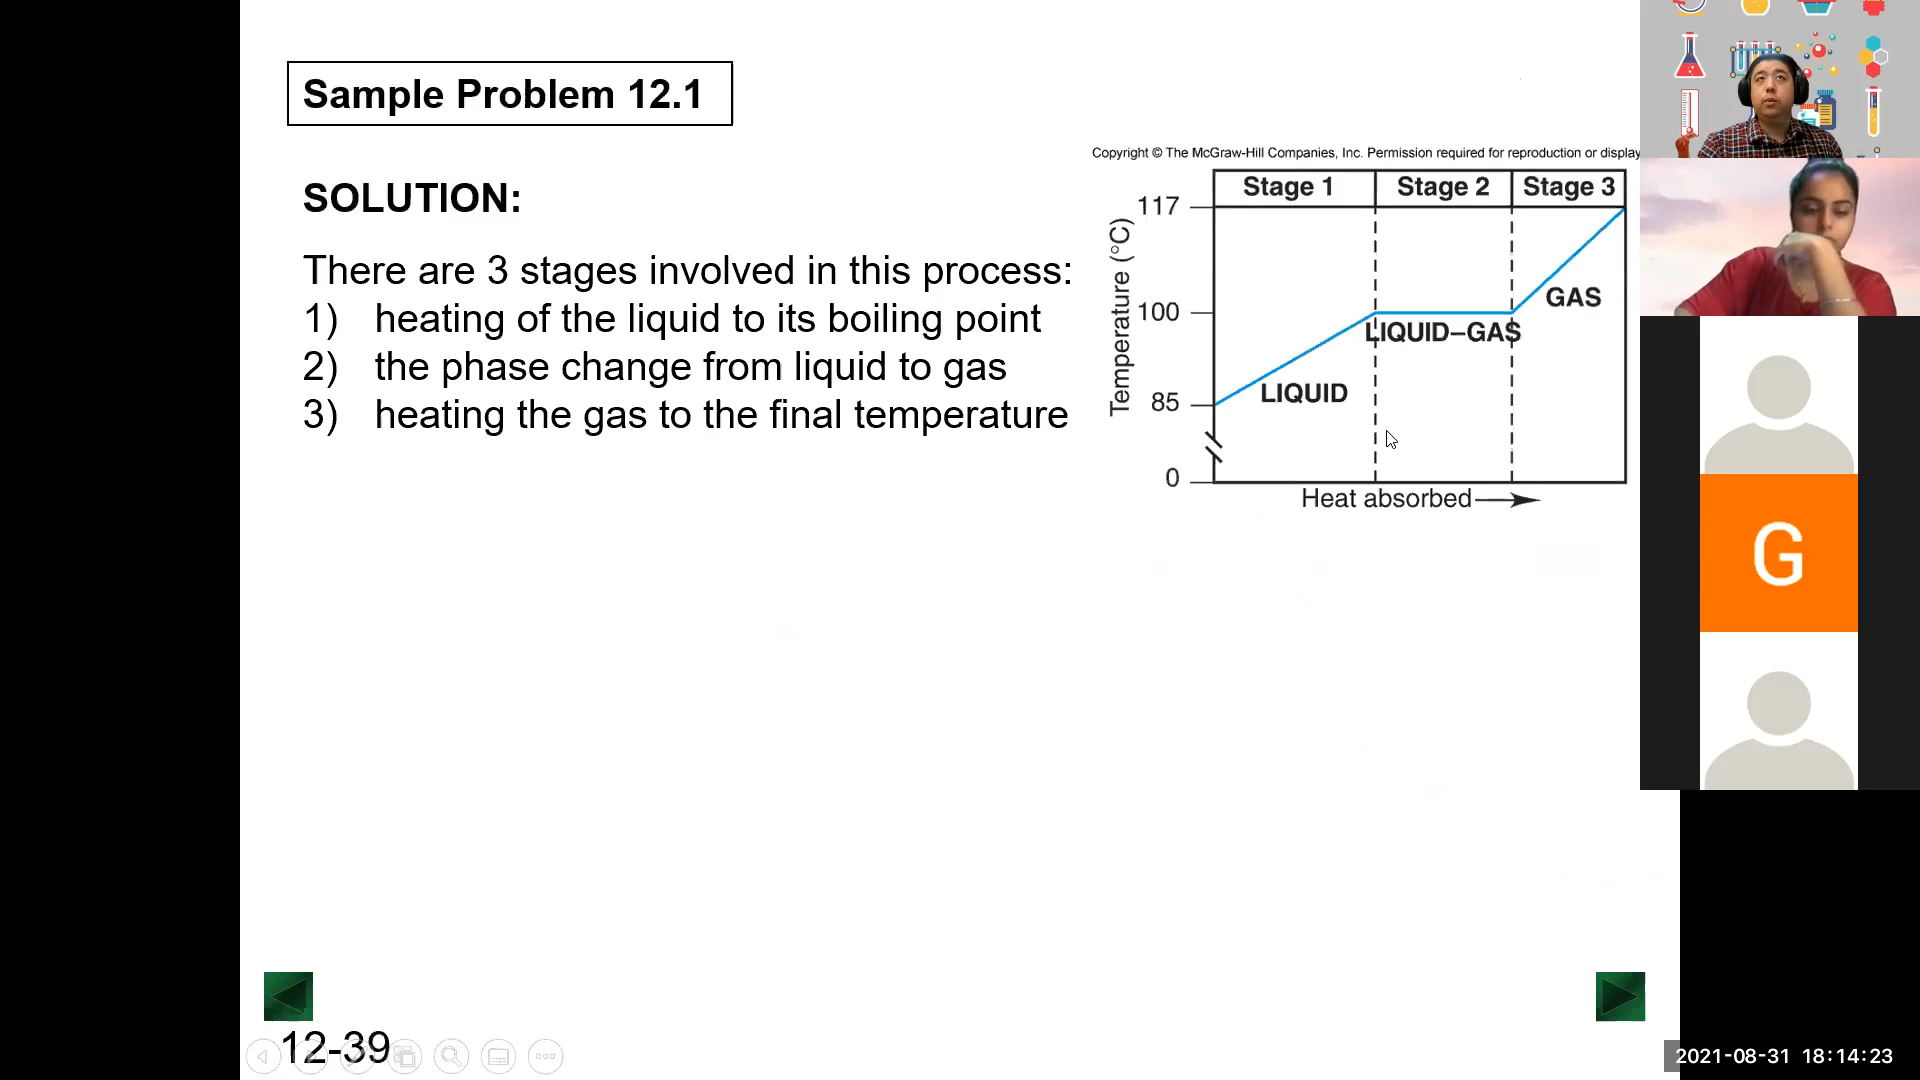 Sample Problem 12.1
SOLUTION:
There are 3 stages involved in this process:
1) heating of the liquid to its boiling point
2) the phase change from liquid to gas
3) heating the gas to the final temperature
Copyright © The McGraw-Hill Companies, Inc. Permission required for reproduction or display
Stage 1 Stage 2 Stage 3
117
100
85
0
Temperature (°C)
LIQUID
LIQUID–GAS
GAS
Heat absorbed
G
12-39
2021-08-31 18:14:23